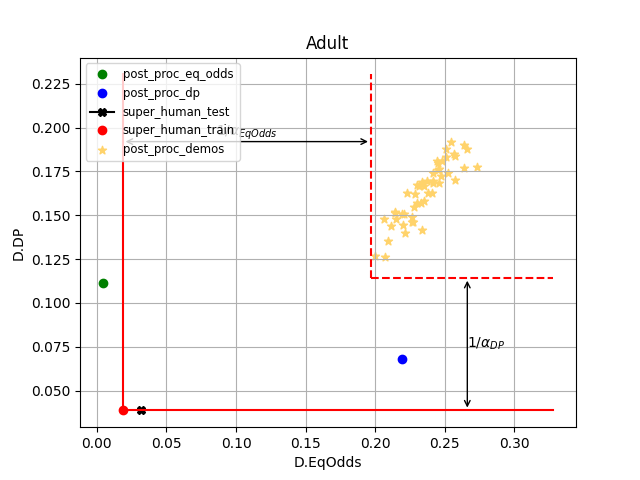 Adult
post_proc_eq_odds
post_proc_dp
super_human_test
super_human_train
post_proc_demos
EqOdds
1/αDP
0.225
0.200
0.175
0.150
0.125
0.100
0.075
0.050
D.DP
0.00 0.05 0.10 0.15 0.20 0.25 0.30
D.EqOdds